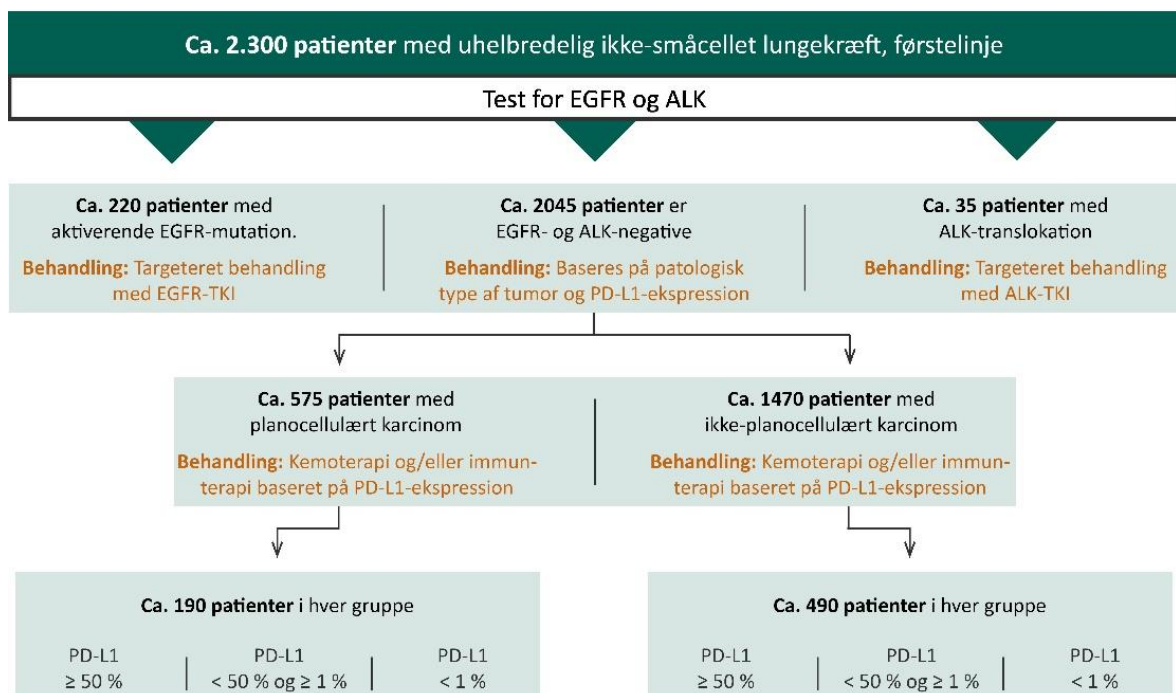 Ca. 2.300 patienter med uhelbredelig ikke-småcellet lungekræft, førstelinje
Test for EGFR og ALK
Ca. 220 patienter med
aktiverende EGFR-mutation.
Behandling: Targeteret behandling
med EGFR-TKI
Ca. 2045 patienter er
EGFR- og ALK-negative
Behandling: Baseres på patologisk
type af tumor og PD-L1-ekspression
Ca. 35 patienter med
ALK-translokation
Behandling: Targeteret behandling
med ALK-TKI
Ca. 575 patienter med
planocellulært karcinom
Behandling: Kemoterapi og/eller immun-
terapi baseret på PD-L1-ekspression
Ca. 1470 patienter med
ikke-planocellulært karcinom
Behandling: Kemoterapi og/eller immun-
terapi baseret på PD-L1-ekspression
Ca. 190 patienter i hver gruppe
PD-L1
≥ 50 %
PD-L1
< 50 % og ≥ 1 %
PD-L1
< 1 %
Ca. 490 patienter i hver gruppe
PD-L1
≥ 50 %
PD-L1
< 50 % og ≥ 1 %
PD-L1
< 1 %